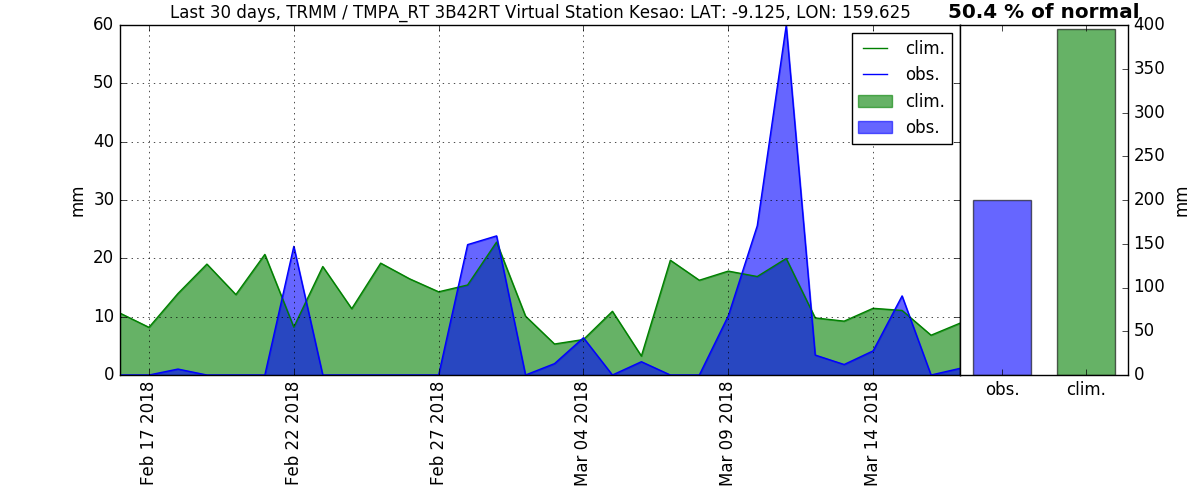 Last 30 days, TRMM / TMPA_RT 3B42RT Virtual Station Kesao: LAT: -9.125, LON: 159.625
50.4 % of normal
60
50
40
30
20
10
0
mm
clim.
obs.
clim.
obs.
Feb 17 2018
Feb 22 2018
Feb 27 2018
Mar 04 2018
Mar 09 2018
Mar 14 2018
400
350
300
250
200
150
100
50
0
mm
obs.
clim.